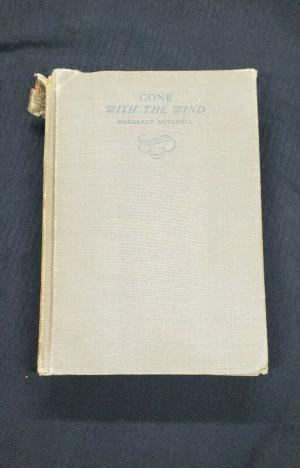 GONE
WITH THE WIND
MARGARET MITCHELL